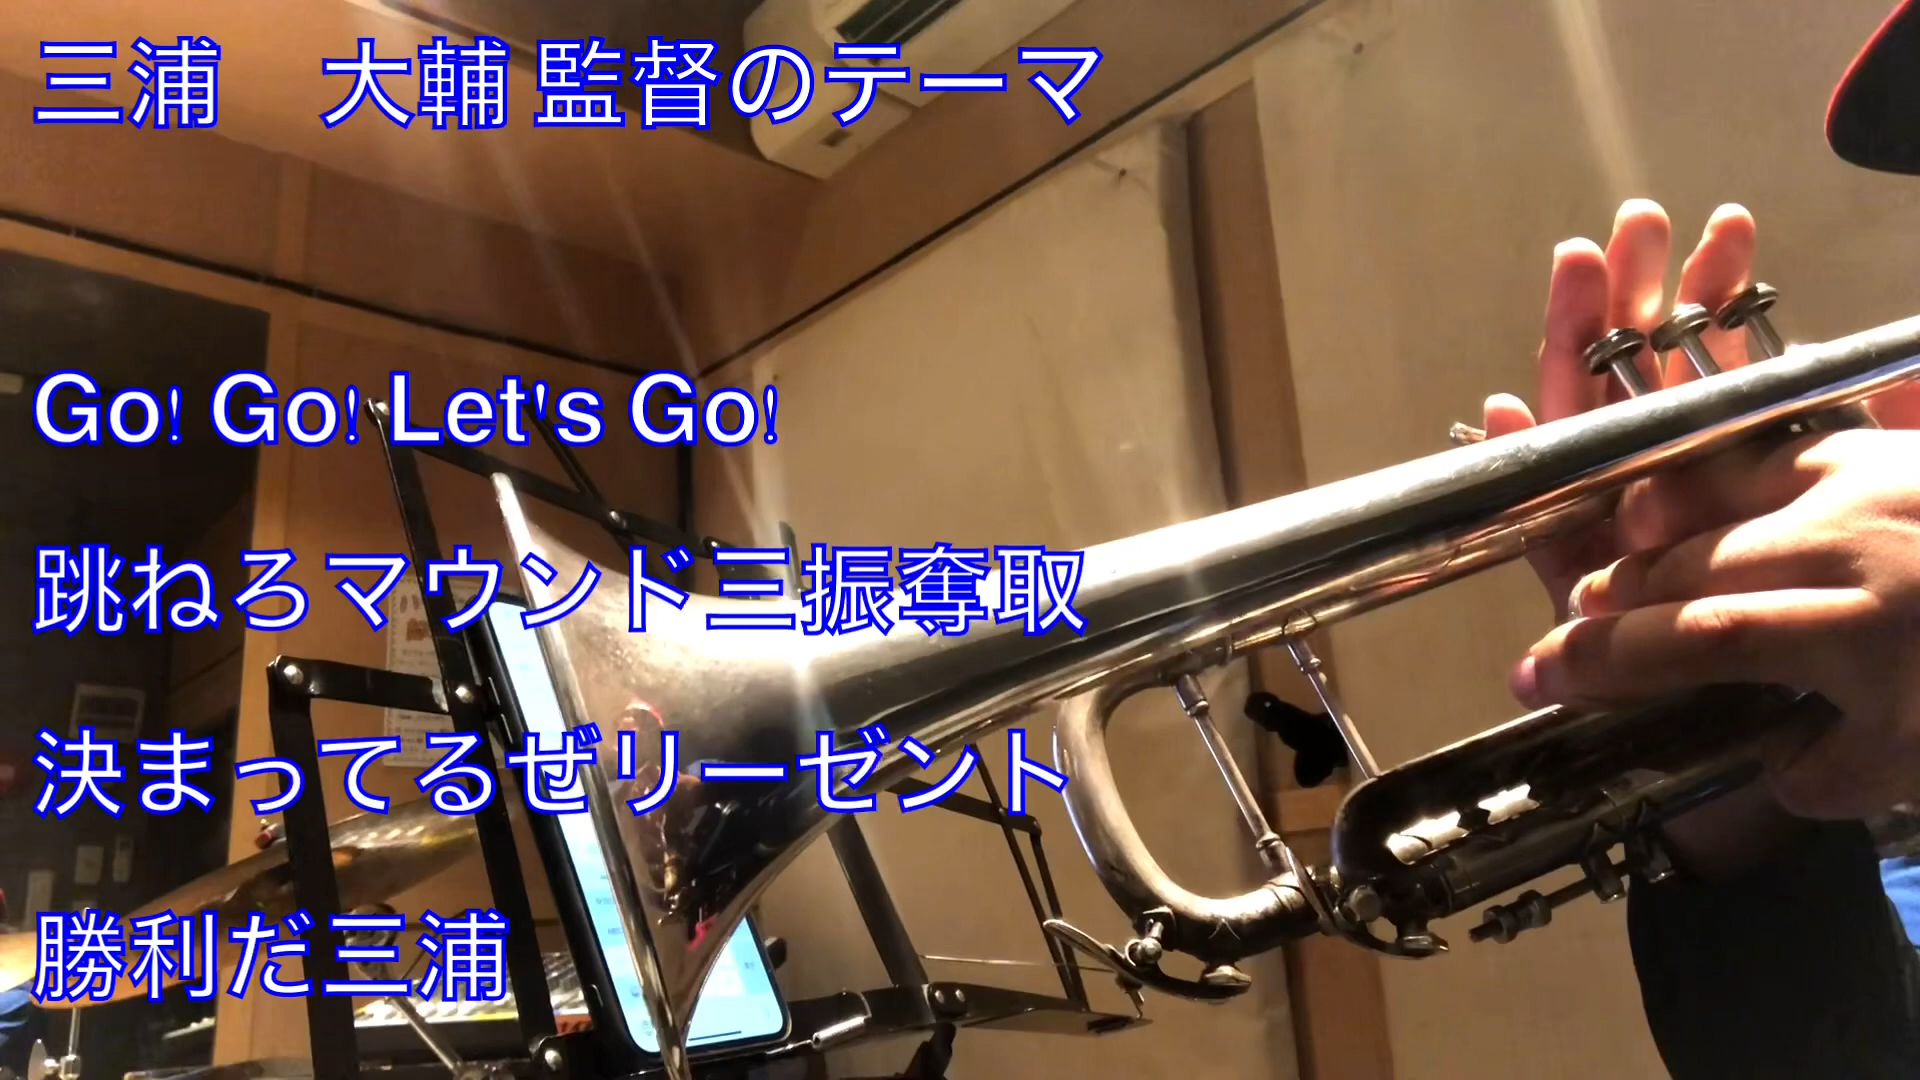 三浦　大輔 監督のテーマ
Go! Go! Let's Go!
跳ねろマウンド三振奪取
決まってるぜリーゼント
勝利だ三浦